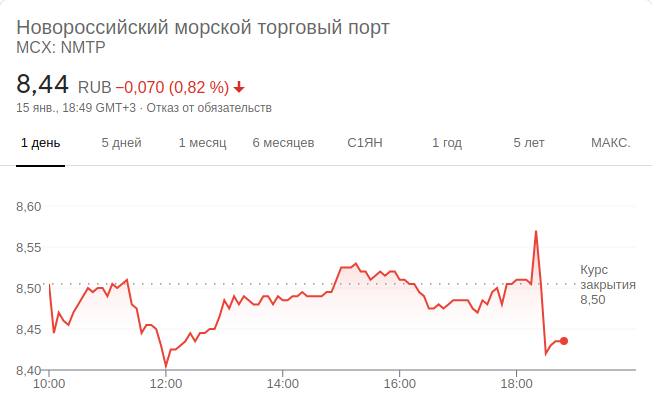 Новороссийский морской торговый порт
MCX: NMTP
8,44 RUB −0,070 (0,82 %)
15 янв., 18:49 GMT+3 · Отказ от обязательств
1 день 5 дней 1 месяц 6 месяцев С1ЯН 1 год 5 лет МАКС.
8,60
8,55
8,50
8,45
8,40
Курс
закрытия
8,50
10:00 12:00 14:00 16:00 18:00